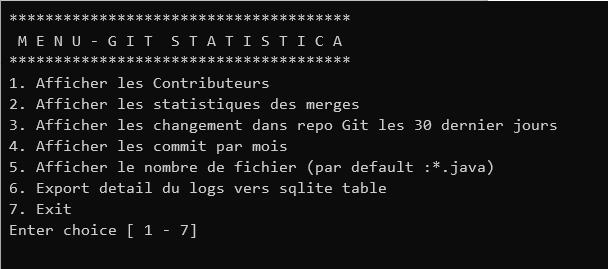 **************************************
M E N U - G I T  S T A T I S T I C A
**************************************
1. Afficher les Contributeurs
2. Afficher les statistiques des merges
3. Afficher les changement dans repo Git les 30 dernier jours
4. Afficher les commit par mois
5. Afficher le nombre de fichier (par default :*.java)
6. Export detail du logs vers sqlite table
7. Exit
Enter choice [ 1 - 7]